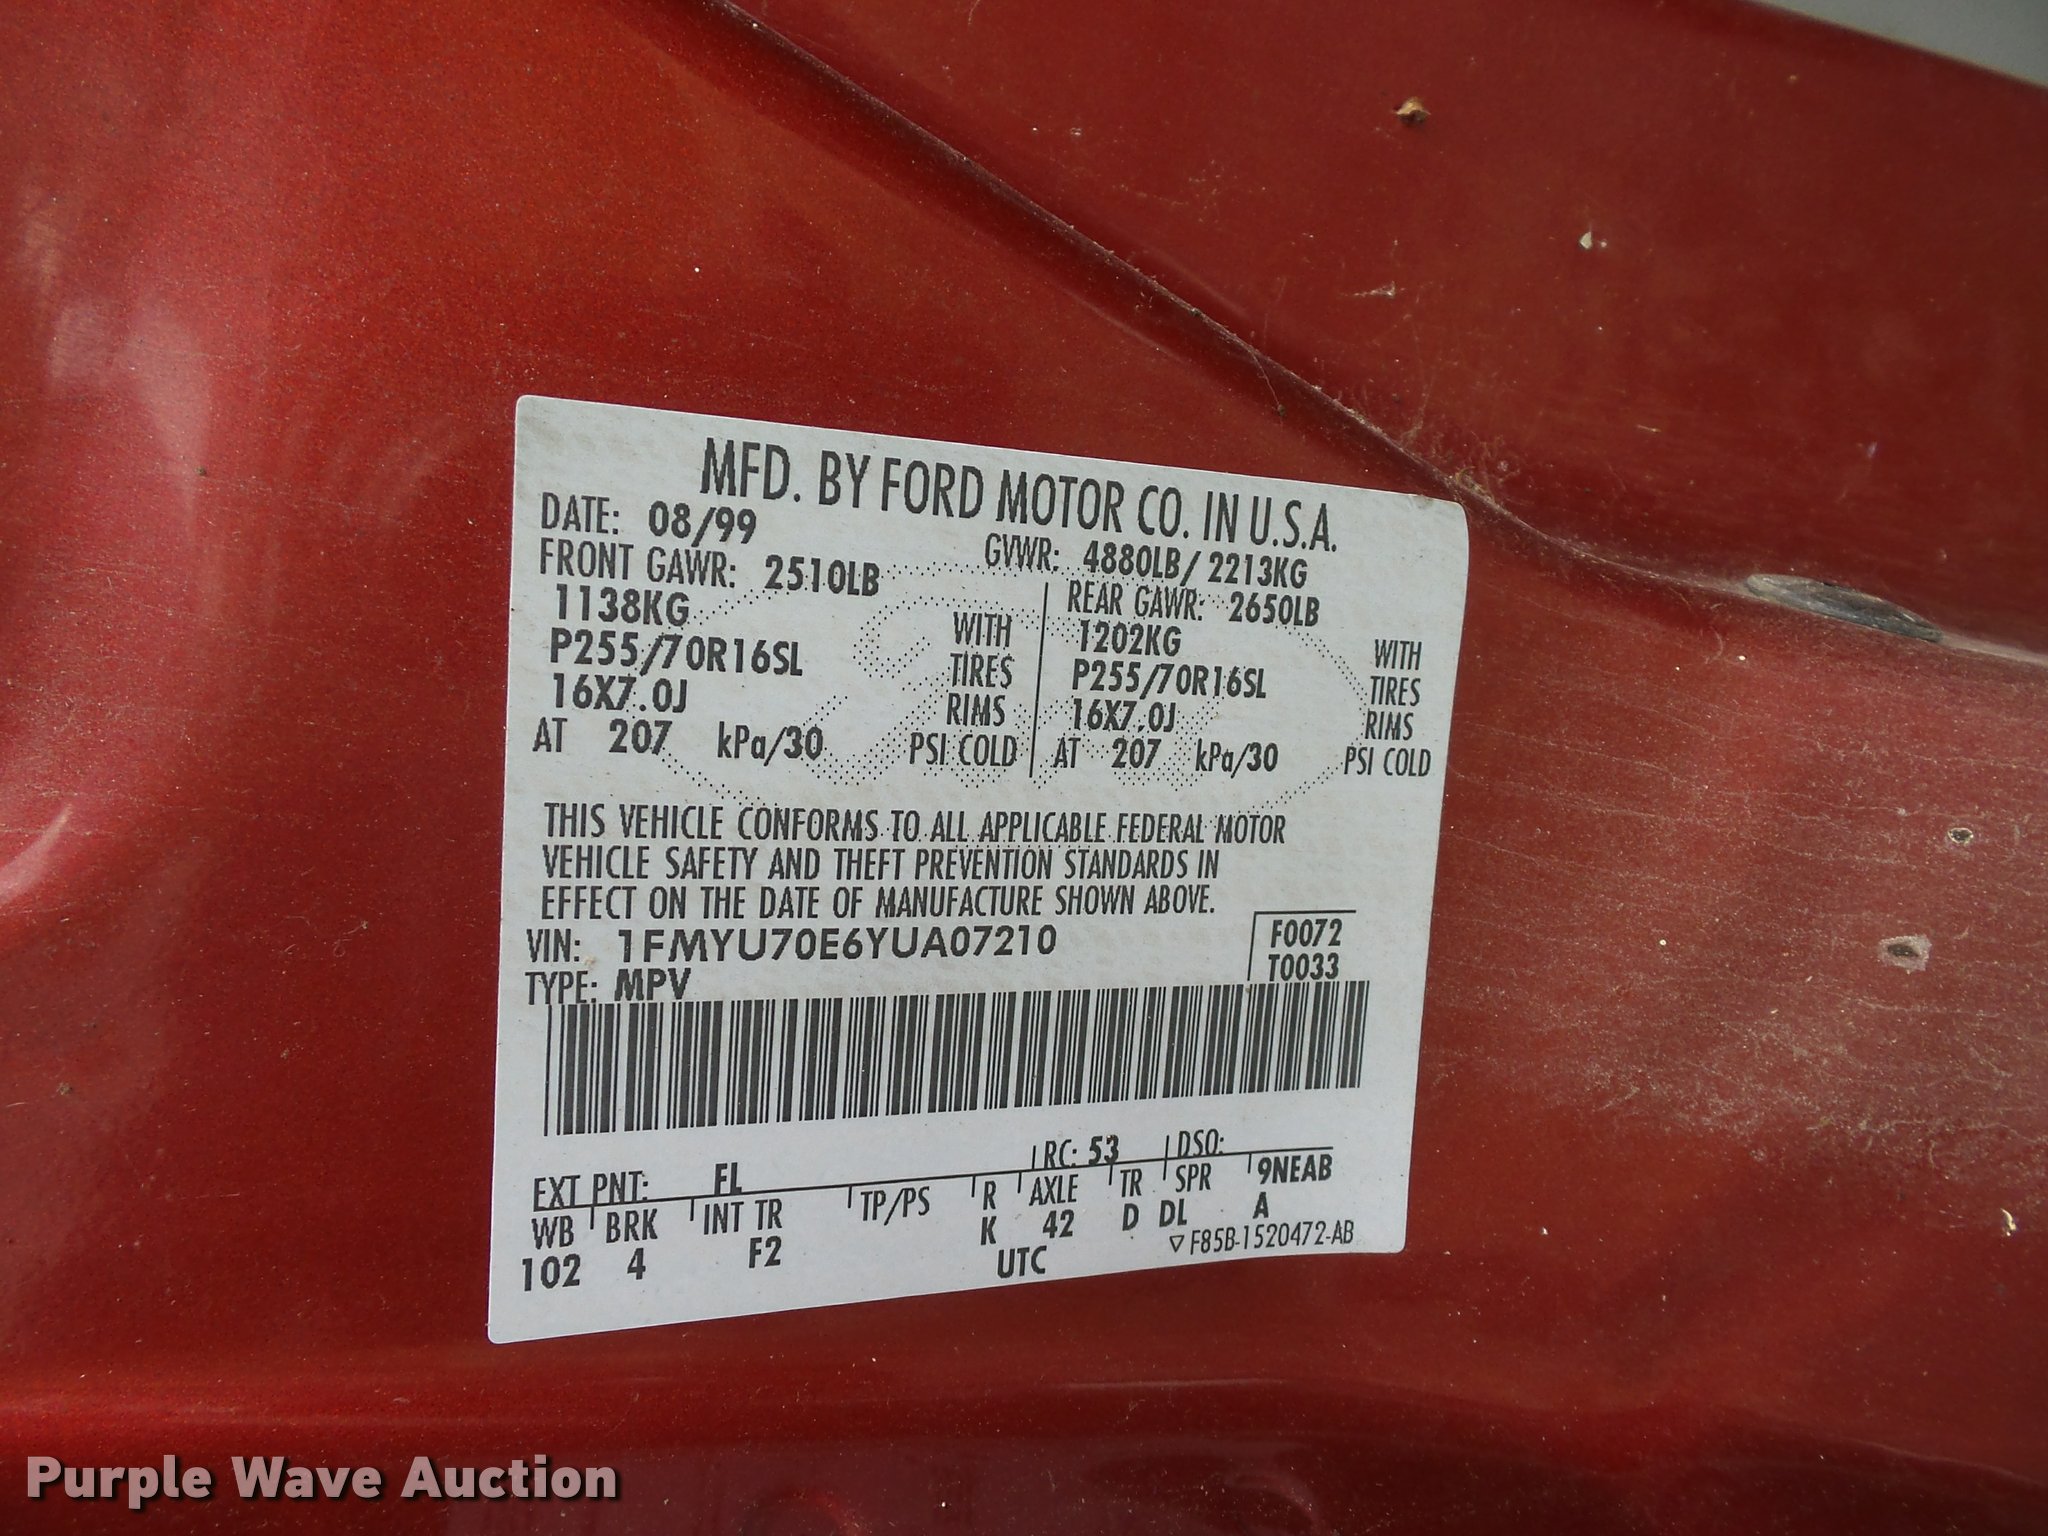 MFD. BY FORD MOTOR CO. IN U.S.A.
DATE: 08/99 GVWR: 4880LB/ 2213KG
FRONT GAWR: 2510LB REAR GAWR: 2650LB
1138KG WITH 1202KG WITH
P255/70R16SL TIRES P255/70R16SL TIRES
16X7.0J RIMS 16X7.0J RIMS
AT 207 kPa/30 PSI COLD AT 207 kPa/30 PSI COLD
THIS VEHICLE CONFORMS TO ALL APPLICABLE FEDERAL MOTOR
VEHICLE SAFETY AND THEFT PREVENTION STANDARDS IN
EFFECT ON THE DATE OF MANUFACTURE SHOWN ABOVE.
VIN: 1FMYU70E6YUA07210 F0072
TYPE: MPV T0033
EXT PNT: FL RC: 53 DSO:
WB BRK INT TR TP/PS R AXLE TR SPR 9NEAB
102 4 F2 K 42 D DL A
UTC ▽F85B-1520472-AB
Purple Wave Auction